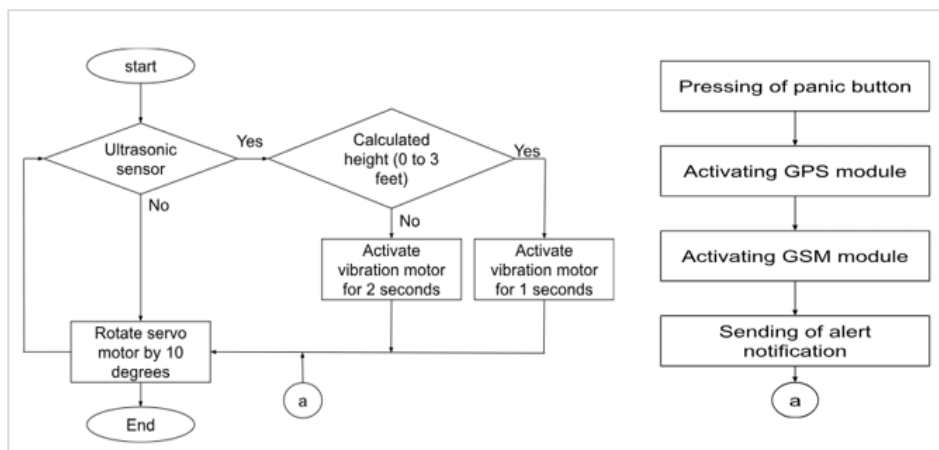 start
Ultrasonic
sensor
Yes
No
Calculated
height (0 to 3
feet)
Yes
No
Activate
vibration motor
for 2 seconds
Activate
vibration motor
for 1 seconds
Rotate servo
motor by 10
degrees
a
End
Pressing of panic button
Activating GPS module
Activating GSM module
Sending of alert
notification
a